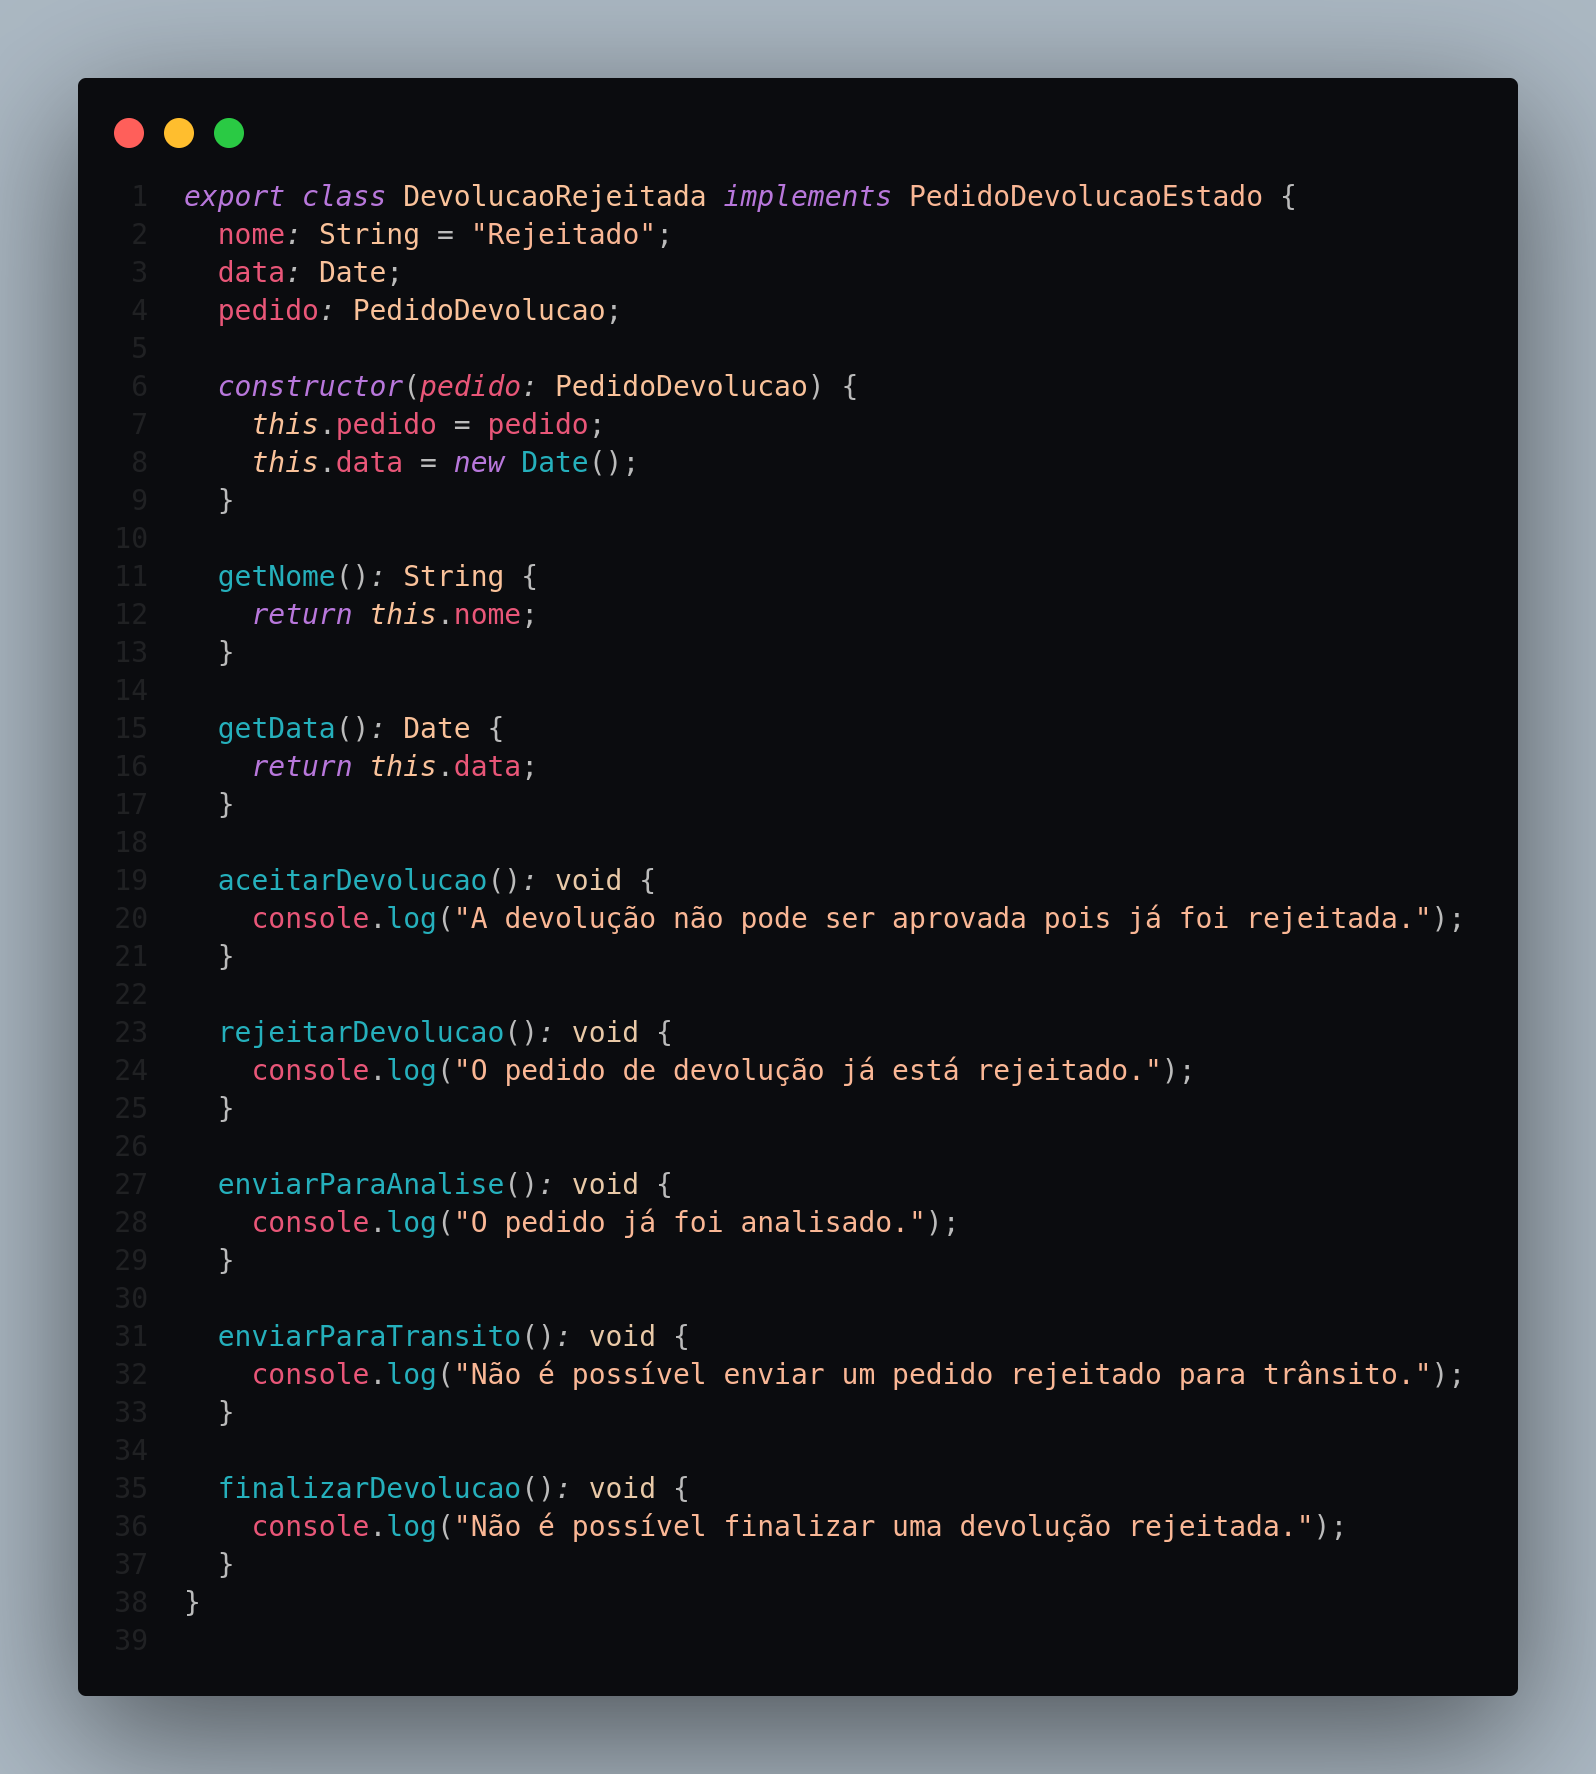 1 export class DevolucaoRejeitada implements PedidoDevolucaoEstado {
2   nome: String = "Rejeitado";
3   data: Date;
4   pedido: PedidoDevolucao;
5
6   constructor(pedido: PedidoDevolucao) {
7     this.pedido = pedido;
8     this.data = new Date();
9   }
10
11   getNome(): String {
12     return this.nome;
13   }
14
15   getData(): Date {
16     return this.data;
17   }
18
19   aceitarDevolucao(): void {
20     console.log("A devolução não pode ser aprovada pois já foi rejeitada.");
21   }
22
23   rejeitarDevolucao(): void {
24     console.log("O pedido de devolução já está rejeitado.");
25   }
26
27   enviarParaAnalise(): void {
28     console.log("O pedido já foi analisado.");
29   }
30
31   enviarParaTransito(): void {
32     console.log("Não é possível enviar um pedido rejeitado para trânsito.");
33   }
34
35   finalizarDevolucao(): void {
36     console.log("Não é possível finalizar uma devolução rejeitada.");
37   }
38 }
39